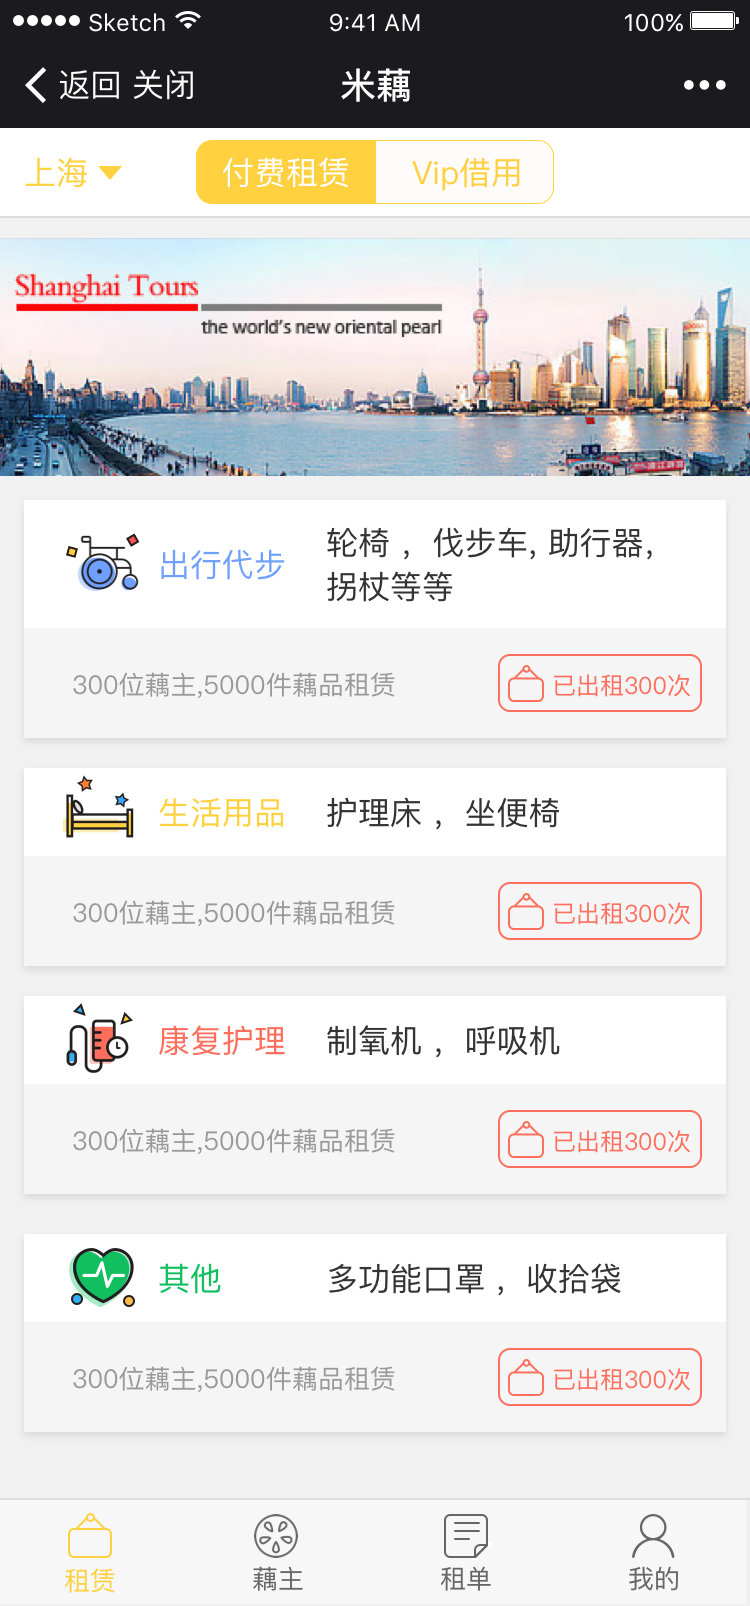 Sketch 9:41 AM 100%
返回 关闭 米藕
上海 付费租赁 Vip借用
Shanghai Tours
the world's new oriental pearl
出行代步
轮椅 , 伐步车, 助行器,
拐杖等等
300位藕主,5000件藕品租赁 已出租300次
生活用品 护理床 , 坐便椅
300位藕主,5000件藕品租赁 已出租300次
康复护理 制氧机 , 呼吸机
300位藕主,5000件藕品租赁 已出租300次
其他 多功能口罩 , 收拾袋
300位藕主,5000件藕品租赁 已出租300次
租赁 藕主 租单 我的